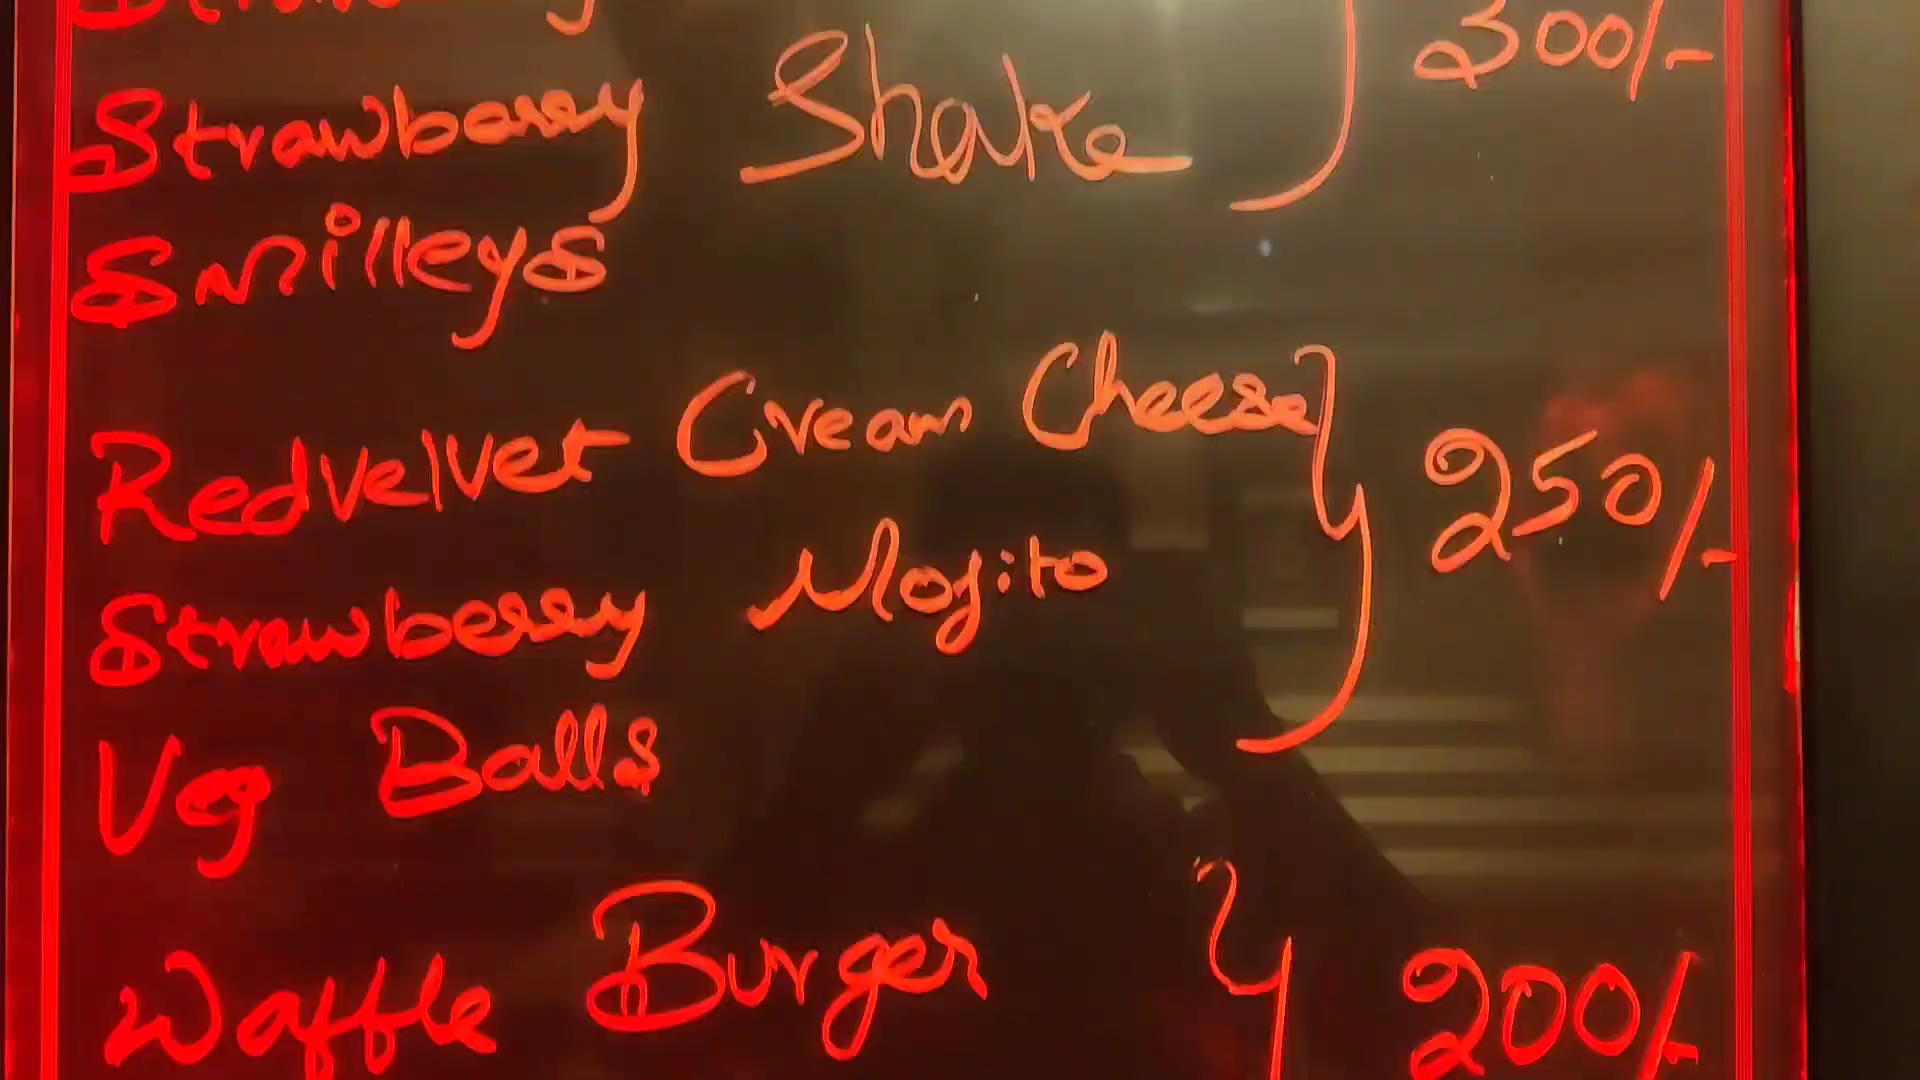 Strawberry Shake 300/-
Smilleys
Redvelvet Cream Cheese
Strawberry Mojito 250/-
Veg Balls
Waffle Burger 200/-